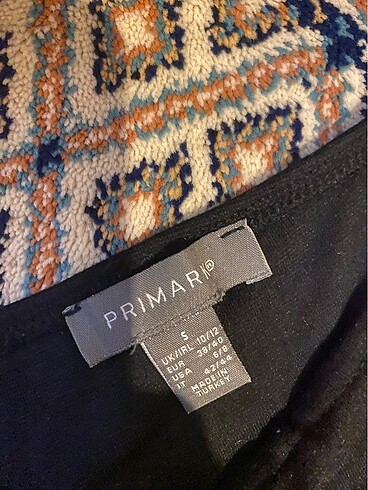 PRIMARK®
S
UK/IRL 10/12
EUR 38/40
USA 6/8
IT 42/44
MADE IN
TURKEY